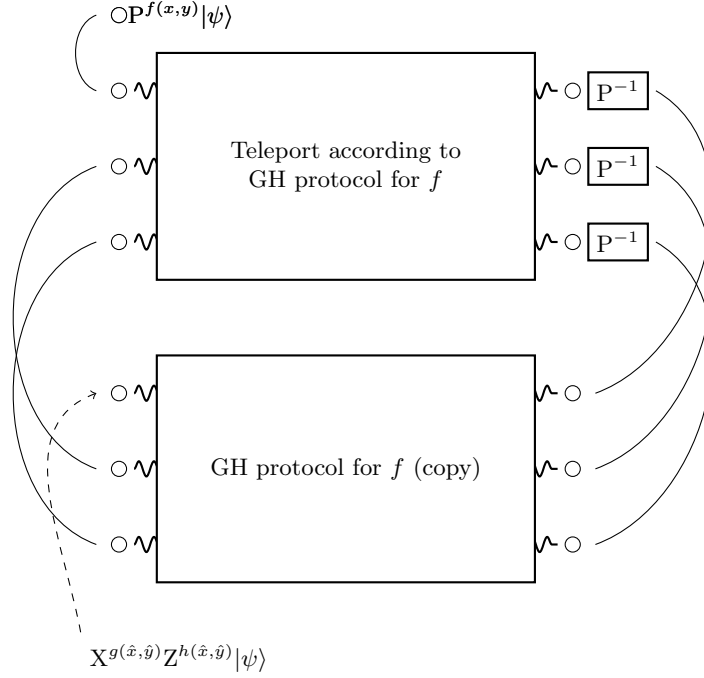 P^{f(x,y)}|ψ⟩
P⁻¹
Teleport according to
GH protocol for f
P⁻¹
P⁻¹
GH protocol for f (copy)
X^{g(x̂,ŷ)}Z^{h(x̂,ŷ)}|ψ⟩